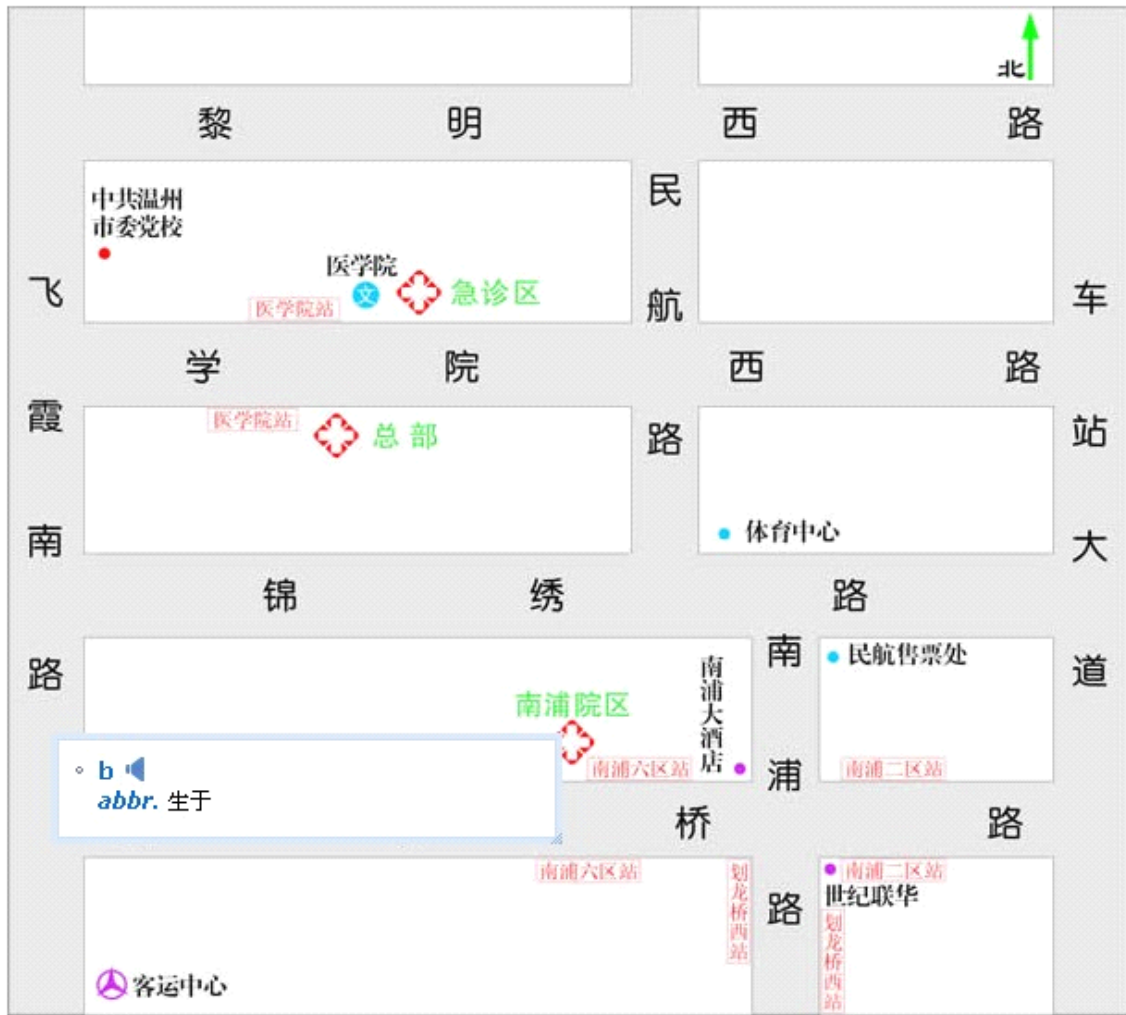 北
黎明西路
中共温州
市委党校
医学院
文
急诊区
医学院站
民航路
飞霞南路
车站大道
学院西路
医学院站
总部
体育中心
锦绣路
南浦路
民航售票处
南浦大酒店
南浦院区
南浦六区站
南浦二区站
b
abbr. 生于
桥路
南浦六区站
划龙桥西站
南浦二区站
世纪联华
划龙桥西站
客运中心